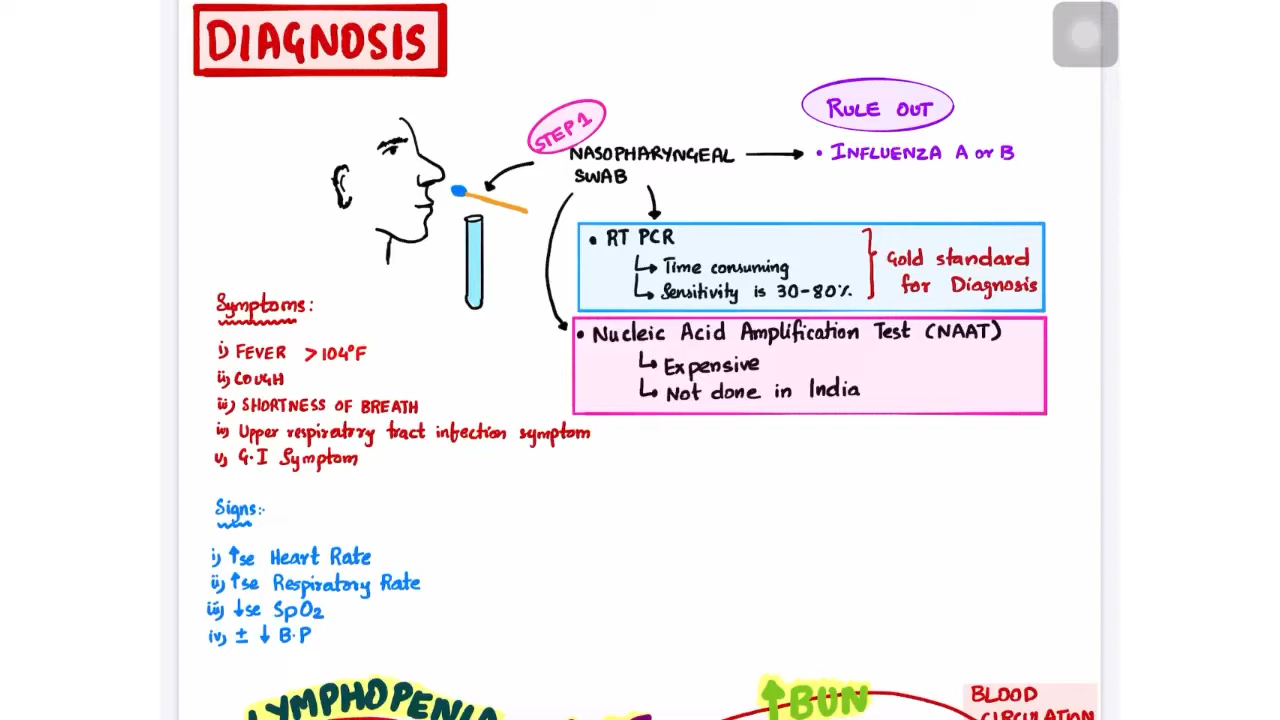 DIAGNOSIS
STEP 1
NASOPHARYNGEAL
SWAB
RULE OUT
• INFLUENZA A or B
• RT PCR
Time consuming
Sensitivity is 30-80%.
Gold standard
for Diagnosis
• Nucleic Acid Amplification Test (NAAT)
Expensive
Not done in India
Symptoms:
i) FEVER >104°F
ii) COUGH
iii) SHORTNESS OF BREATH
iv) Upper respiratory tract infection symptom
v) G.I Symptom
Signs:-
i) ↑se Heart Rate
ii) ↑se Respiratory Rate
iii) ↓se SpO2
iv) ± ↓ B.P
LYMPHOPENIA
↑BUN
BLOOD
CIRCULATION